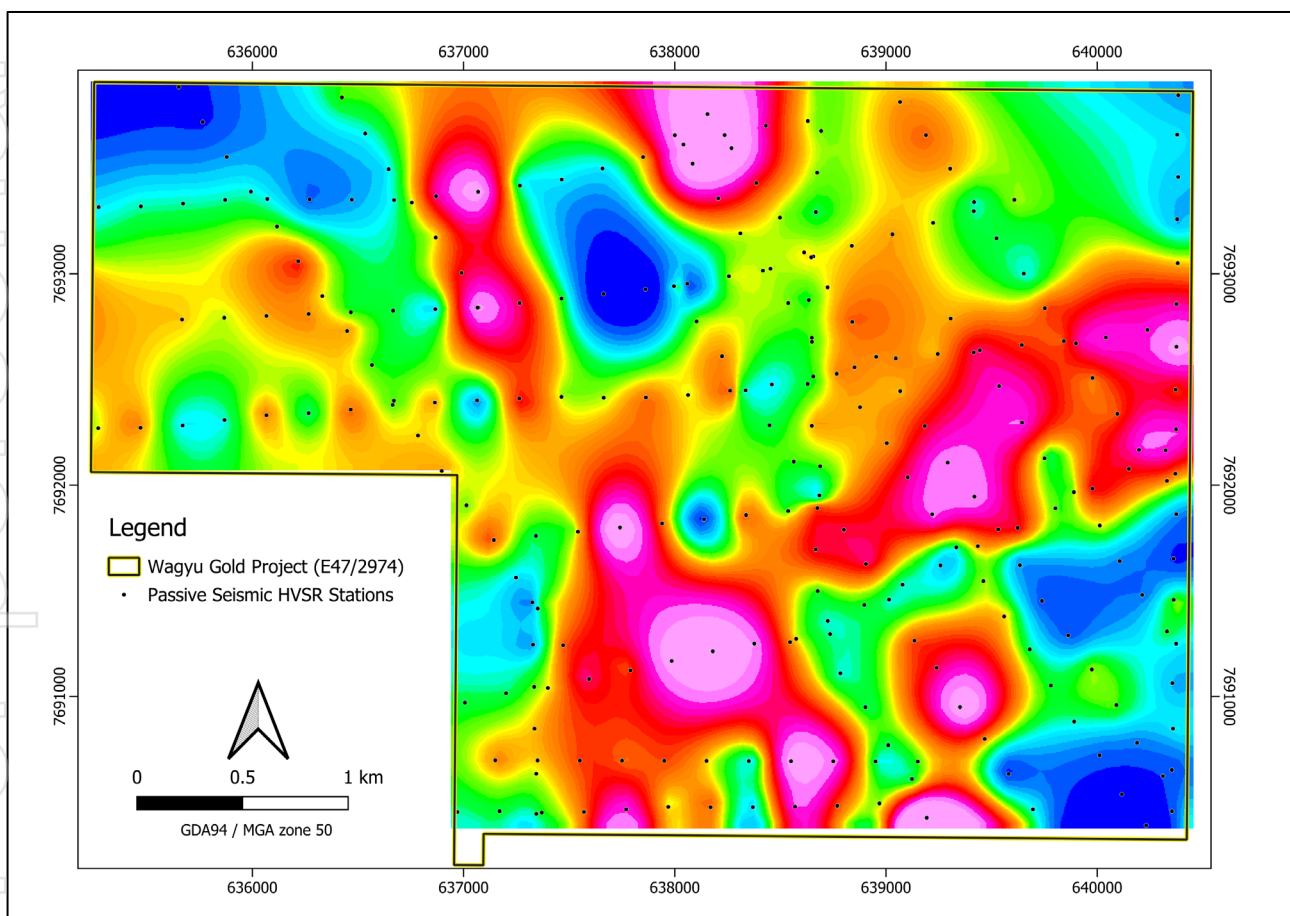 636000 637000 638000 639000 640000
7693000 7693000
7692000 7692000
Legend
Wagyu Gold Project (E47/2974)
Passive Seismic HVSR Stations
7691000 7691000
0 0.5 1 km
GDA94 / MGA zone 50
636000 637000 638000 639000 640000